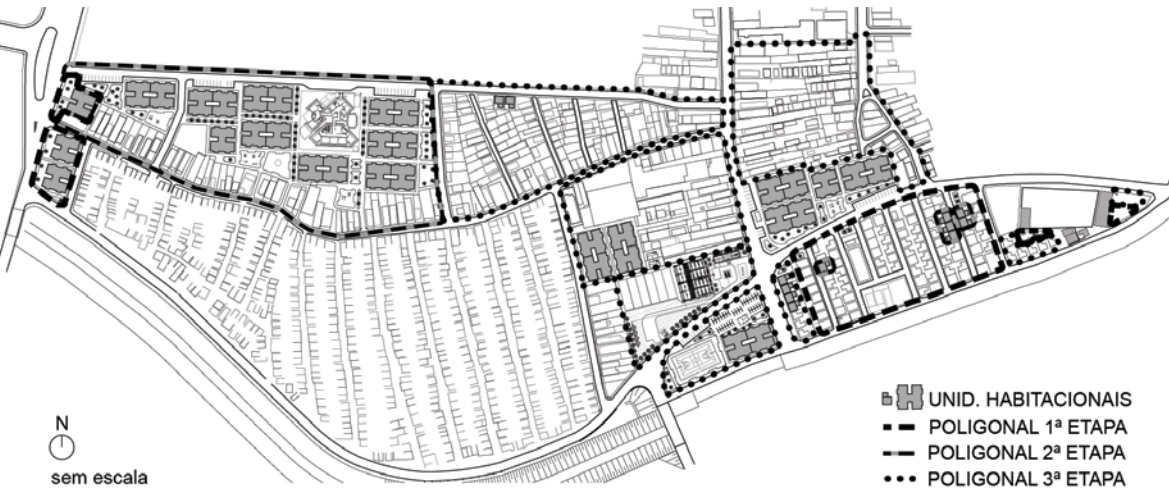 N
sem escala
UNID. HABITACIONAIS
POLIGONAL 1ª ETAPA
POLIGONAL 2ª ETAPA
POLIGONAL 3ª ETAPA